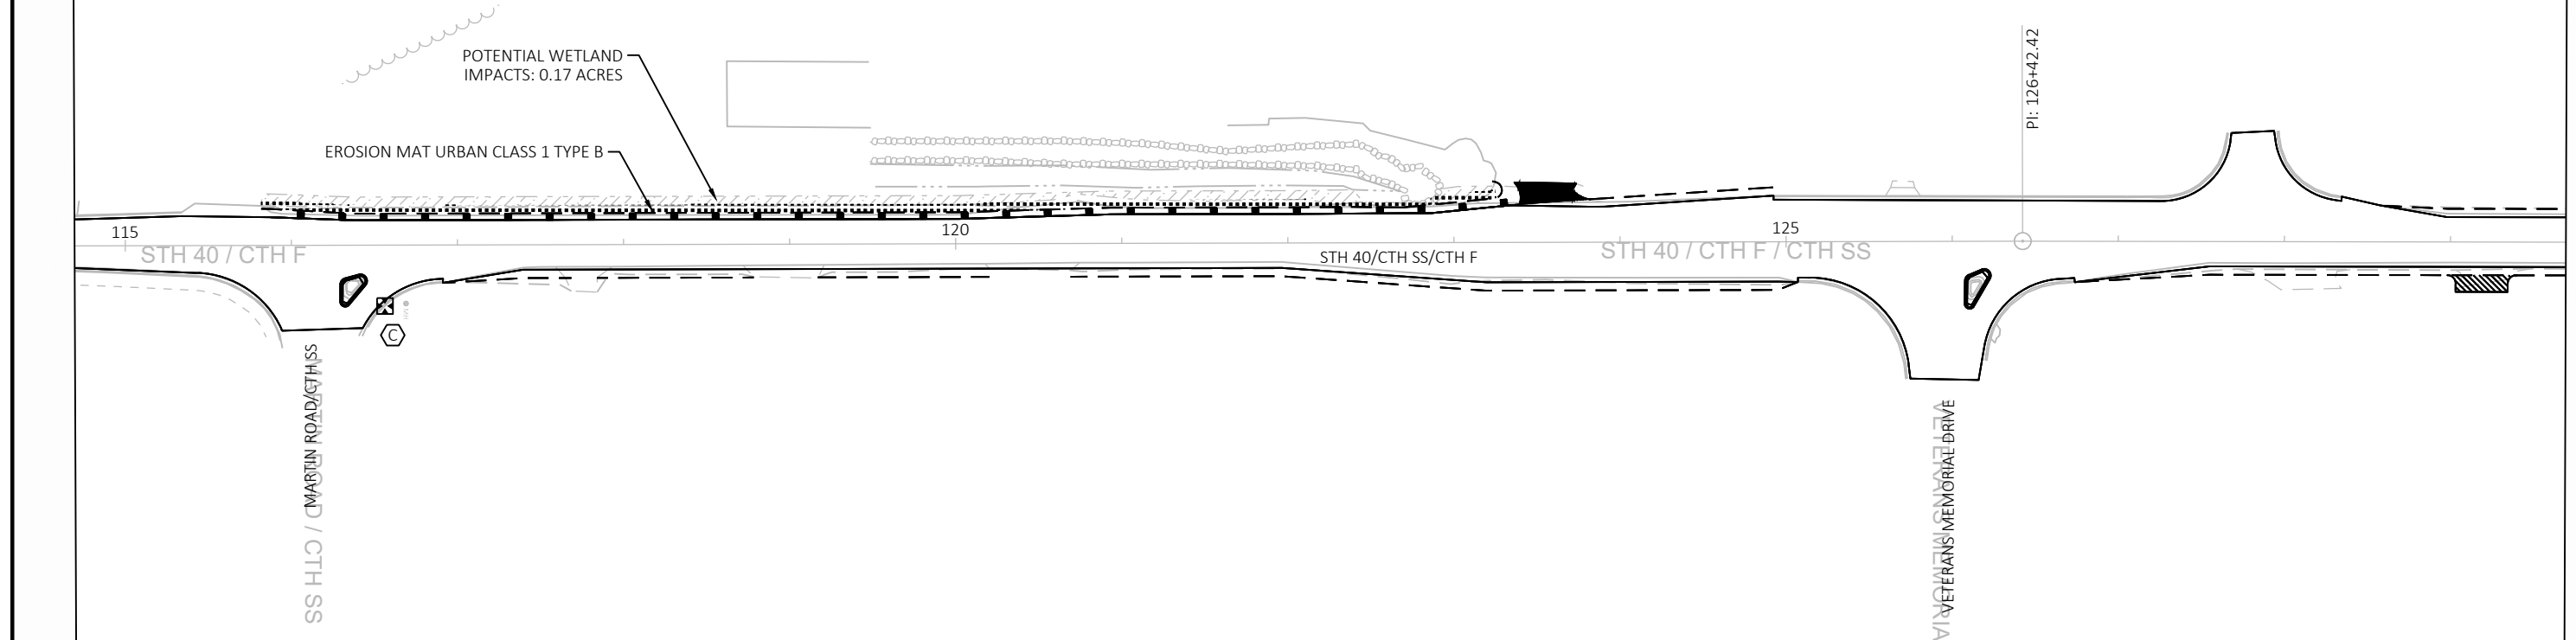 POTENTIAL WETLAND
IMPACTS: 0.17 ACRES
EROSION MAT URBAN CLASS 1 TYPE B
PI: 126+42.42
115
120
125
STH 40 / CTH F
STH 40/CTH SS/CTH F
STH 40 / CTH F / CTH SS
C
MARTIN ROAD/CTH SS
MARTIN ROAD / CTH SS
VETERANS MEMORIAL DRIVE
VETERANS MEMORIA